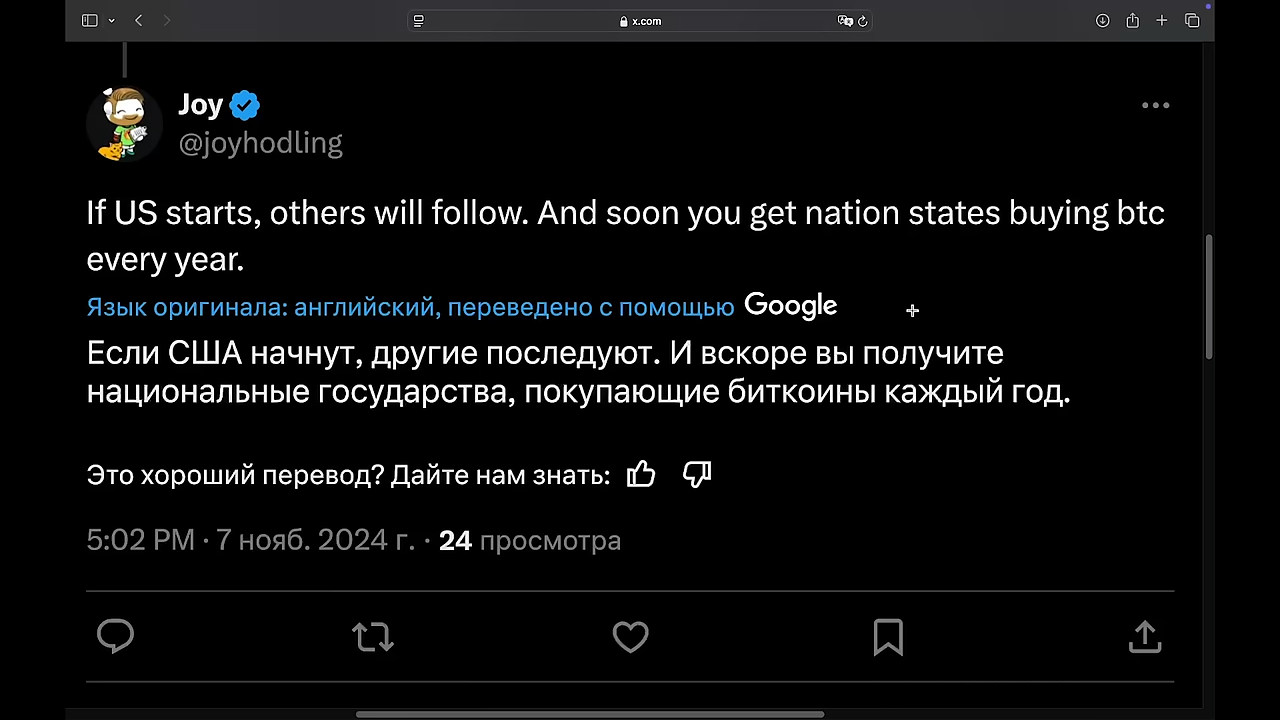 x.com
Joy
@joyhodling
If US starts, others will follow. And soon you get nation states buying btc
every year.
Язык оригинала: английский, переведено с помощью Google
Если США начнут, другие последуют. И вскоре вы получите
национальные государства, покупающие биткоины каждый год.
Это хороший перевод? Дайте нам знать:
5:02 PM · 7 нояб. 2024 г. · 24 просмотра